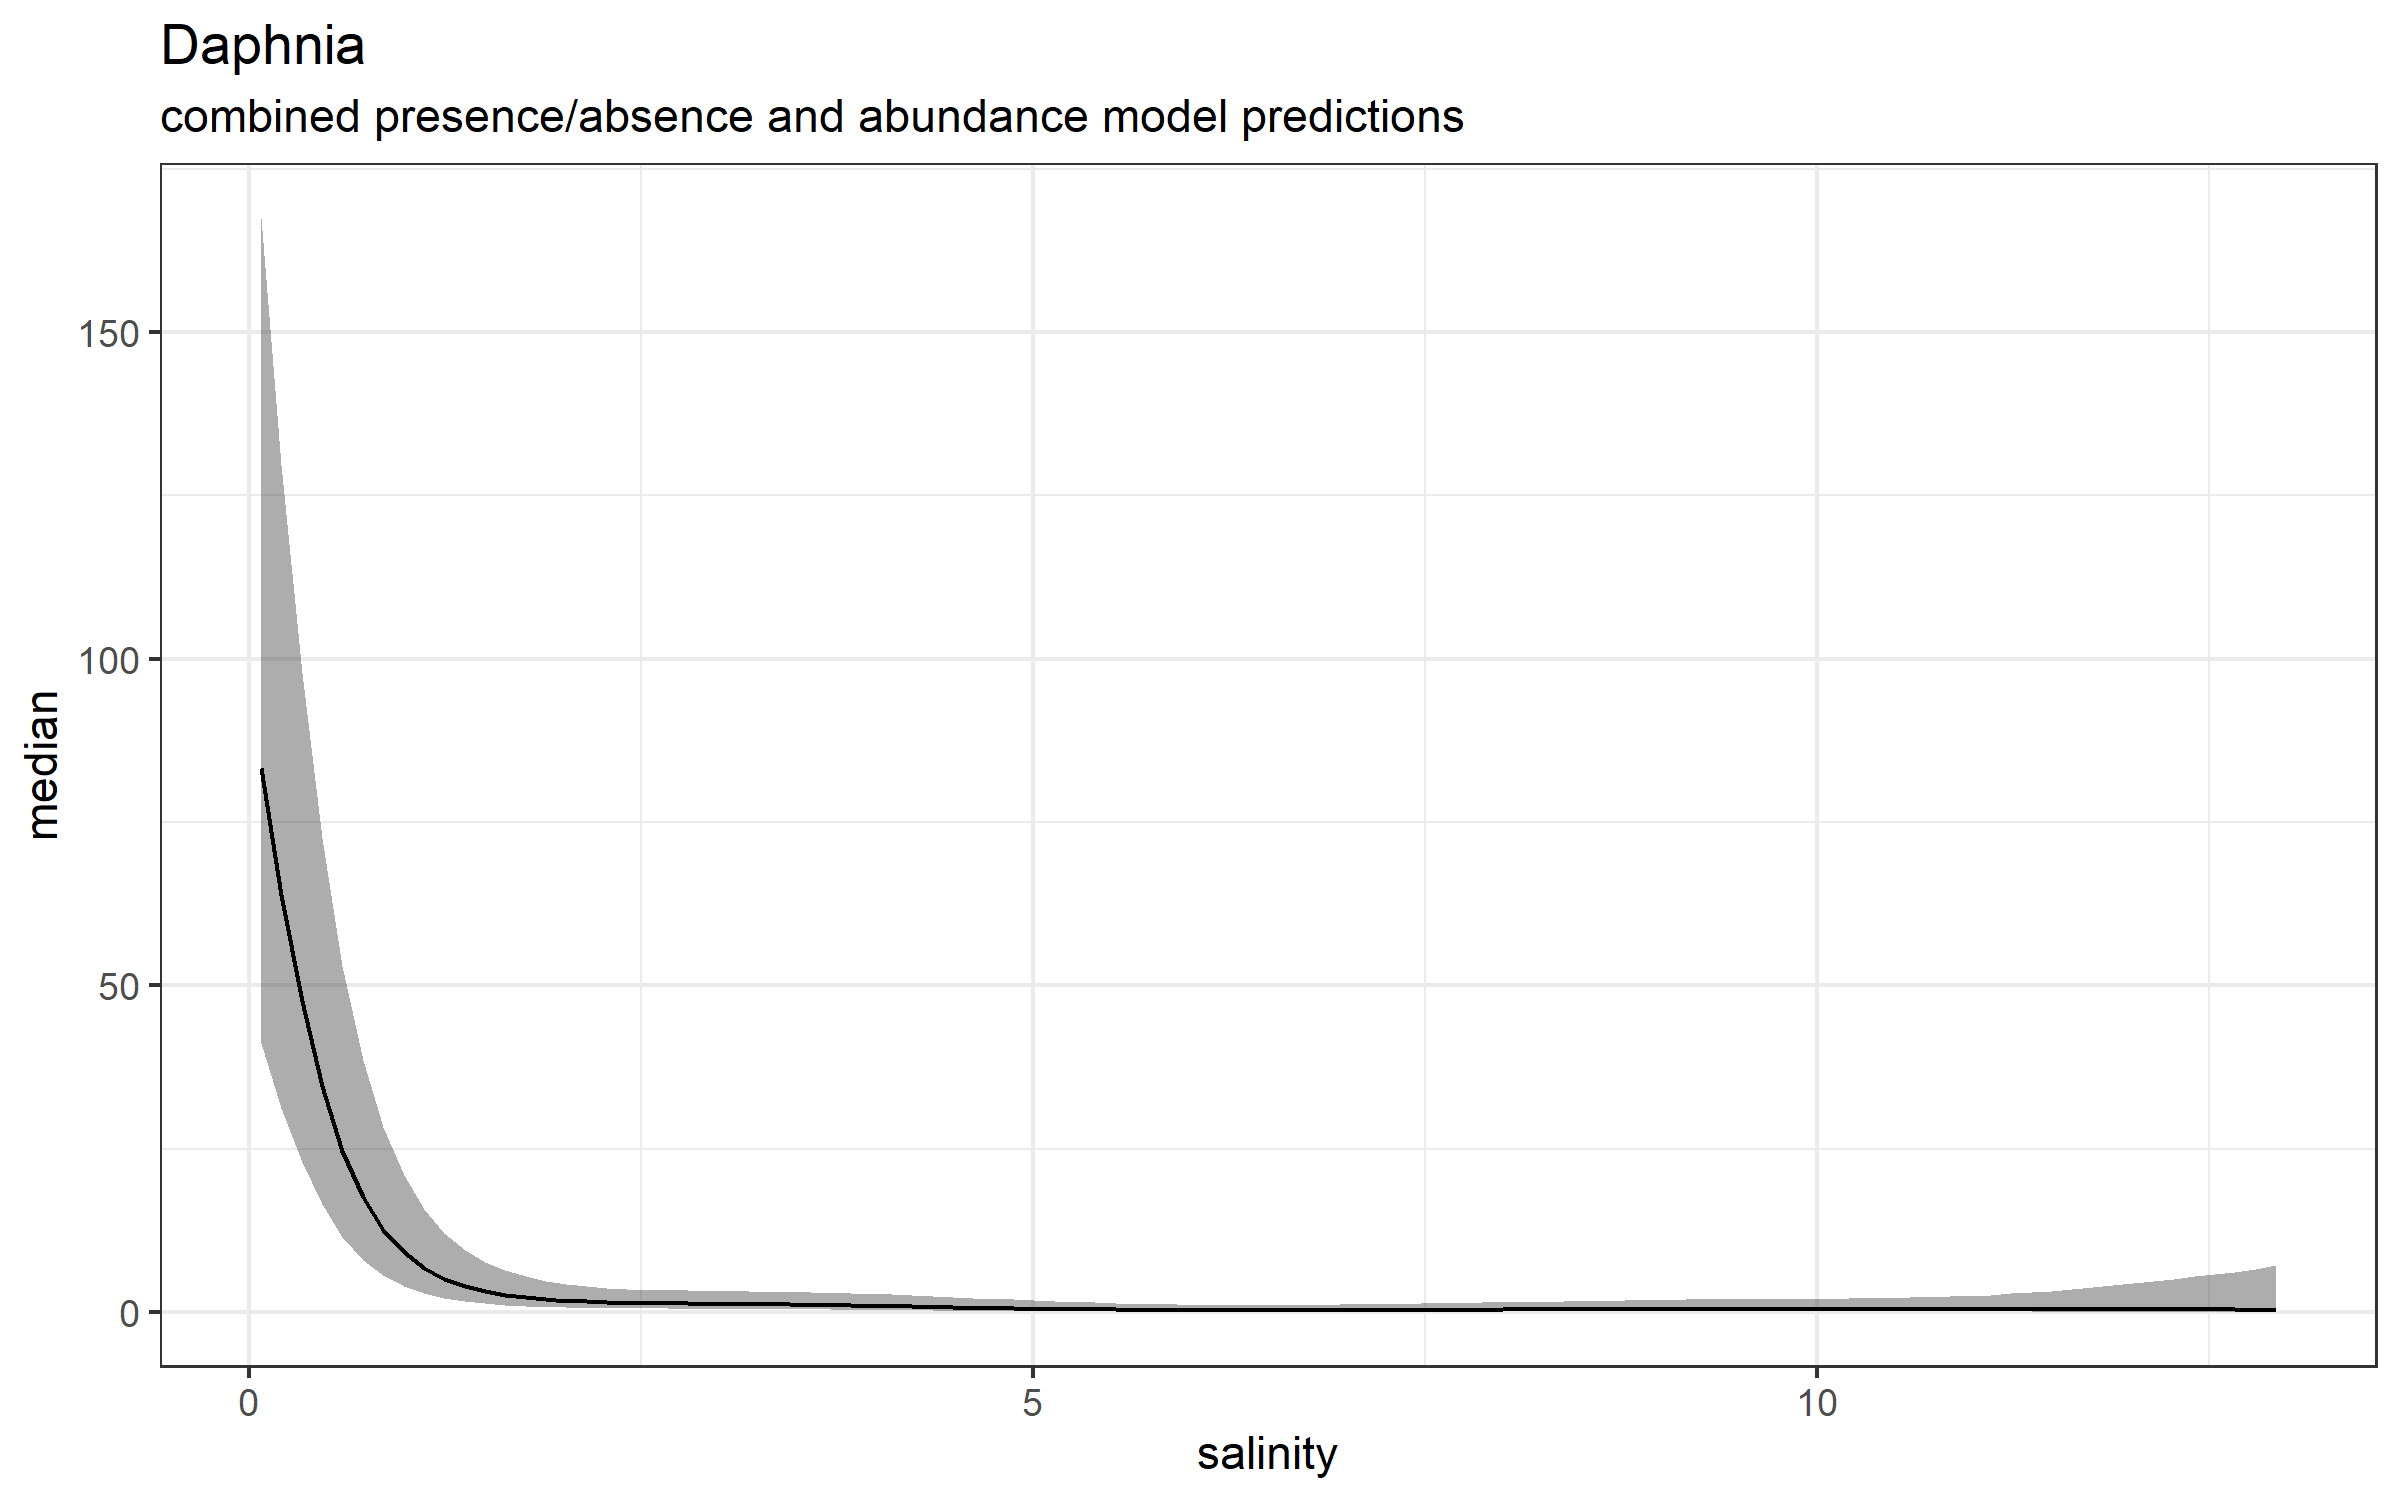 Daphnia
combined presence/absence and abundance model predictions
150
100
50
0
median
0 5 10
salinity